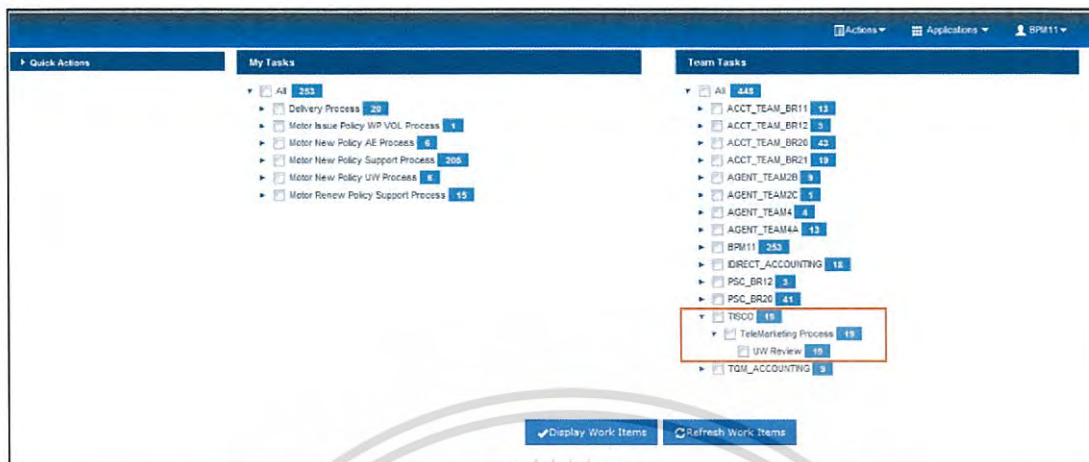 Actions Applications BPM11
Quick Actions
My Tasks
All 253
Delivery Process 20
Motor Issue Policy WP VOL Process 1
Motor New Policy AE Process 6
Motor New Policy Support Process 205
Motor New Policy UW Process
Motor Renew Policy Support Process 15
Team Tasks
All 445
ACCT_TEAM_BR11 13
ACCT_TEAM_BR12 3
ACCT_TEAM_BR20 43
ACCT_TEAM_BR21 19
AGENT_TEAM2B 9
AGENT_TEAM2C 1
AGENT_TEAM4 4
AGENT_TEAM4A 13
BPM11 253
IDIRECT_ACCOUNTING 18
PSC_BR12 3
PSC_BR20 41
TISCO 19
TeleMarketing Process 19
UW Review 19
TQM_ACCOUNTING
Display Work Items Refresh Work Items